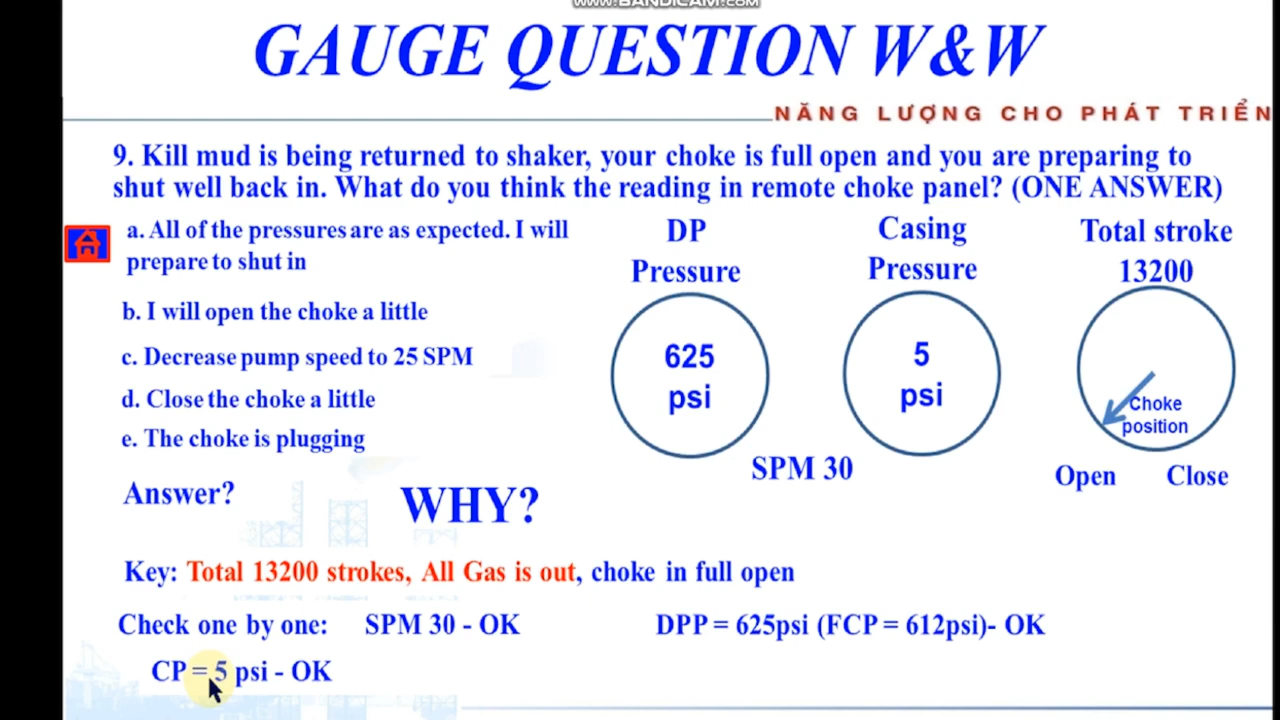 www.BANDICAM.com
GAUGE QUESTION W&W
NĂNG LƯỢNG CHO PHÁT TRIỂN
9. Kill mud is being returned to shaker, your choke is full open and you are preparing to
shut well back in. What do you think the reading in remote choke panel? (ONE ANSWER)
a. All of the pressures are as expected. I will
prepare to shut in
b. I will open the choke a little
c. Decrease pump speed to 25 SPM
d. Close the choke a little
e. The choke is plugging
DP
Pressure
625
psi
Casing
Pressure
5
psi
Total stroke
13200
Choke
position
SPM 30
Open Close
Answer?
WHY?
Key: Total 13200 strokes, All Gas is out, choke in full open
Check one by one: SPM 30 - OK DPP = 625psi (FCP = 612psi)- OK
CP = 5 psi - OK